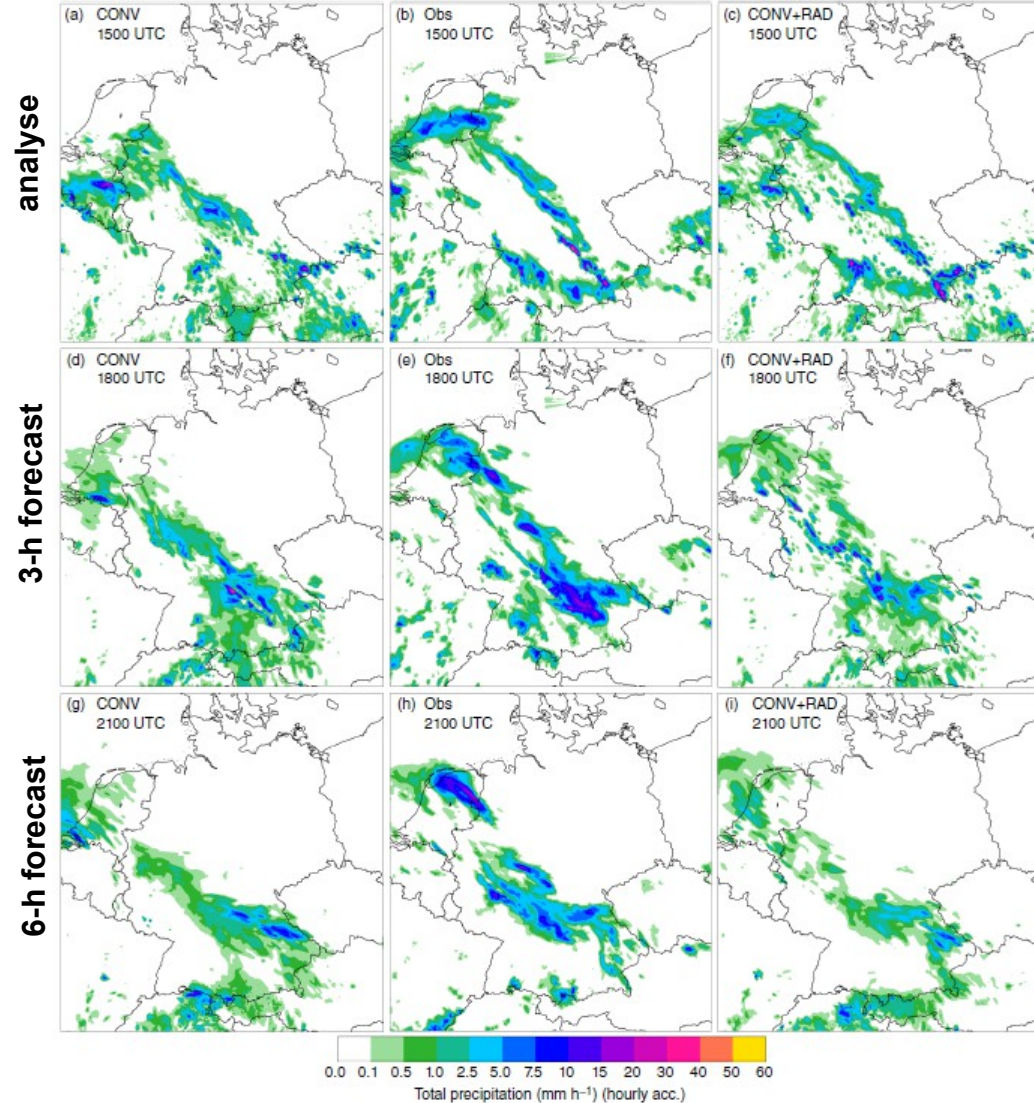 analyse
(a) CONV
1500 UTC
(b) Obs
1500 UTC
(c) CONV+RAD
1500 UTC
3-h forecast
(d) CONV
1800 UTC
(e) Obs
1800 UTC
(f) CONV+RAD
1800 UTC
6-h forecast
(g) CONV
2100 UTC
(h) Obs
2100 UTC
(i) CONV+RAD
2100 UTC
0.0 0.1 0.5 1.0 2.5 5.0 7.5 10 15 20 30 40 50 60
Total precipitation (mm h⁻¹) (hourly acc.)